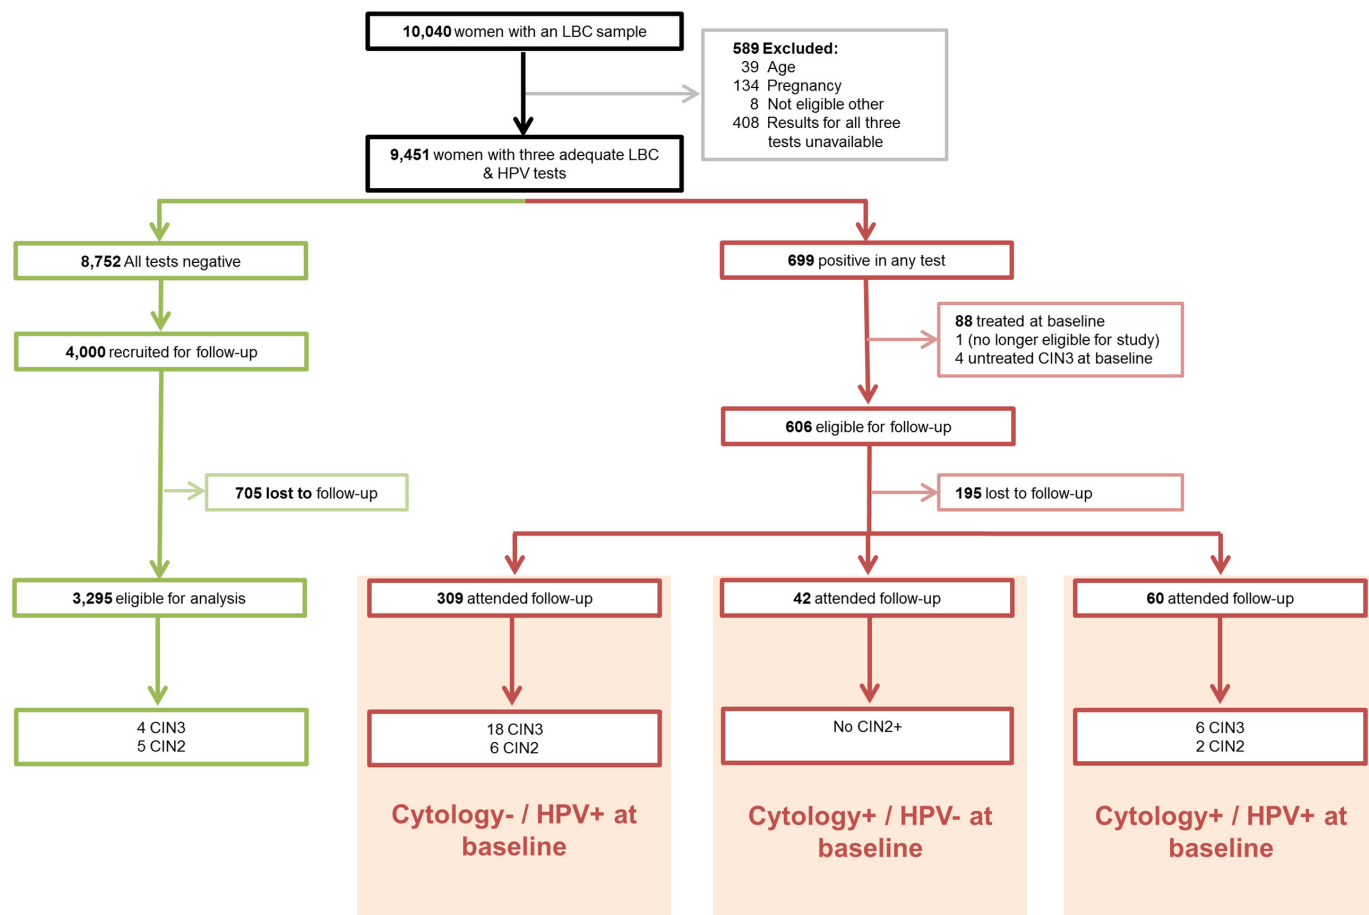 10,040 women with an LBC sample
589 Excluded:
39 Age
134 Pregnancy
8 Not eligible other
408 Results for all three
tests unavailable
9,451 women with three adequate LBC
& HPV tests
8,752 All tests negative
699 positive in any test
88 treated at baseline
1 (no longer eligible for study)
4 untreated CIN3 at baseline
4,000 recruited for follow-up
606 eligible for follow-up
705 lost to follow-up
195 lost to follow-up
3,295 eligible for analysis
309 attended follow-up
42 attended follow-up
60 attended follow-up
4 CIN3
5 CIN2
18 CIN3
6 CIN2
No CIN2+
6 CIN3
2 CIN2
Cytology- / HPV+ at
baseline
Cytology+ / HPV- at
baseline
Cytology+ / HPV+ at
baseline